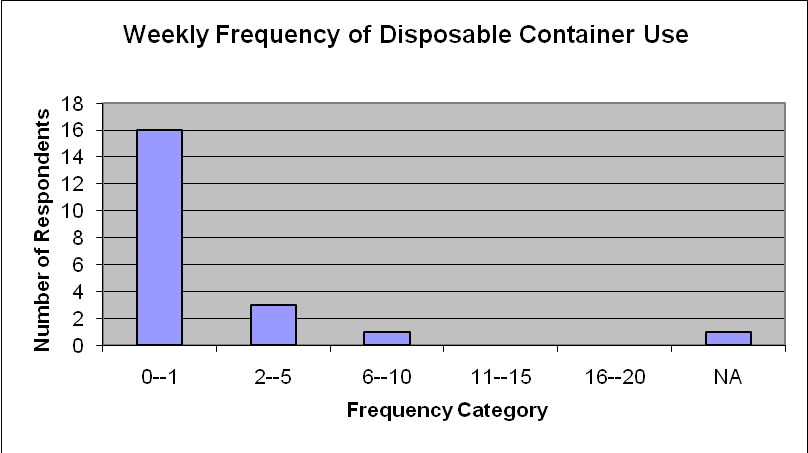 Weekly Frequency of Disposable Container Use
Number of Respondents
18
16
14
12
10
8
6
4
2
0
0--1 2--5 6--10 11--15 16--20 NA
Frequency Category